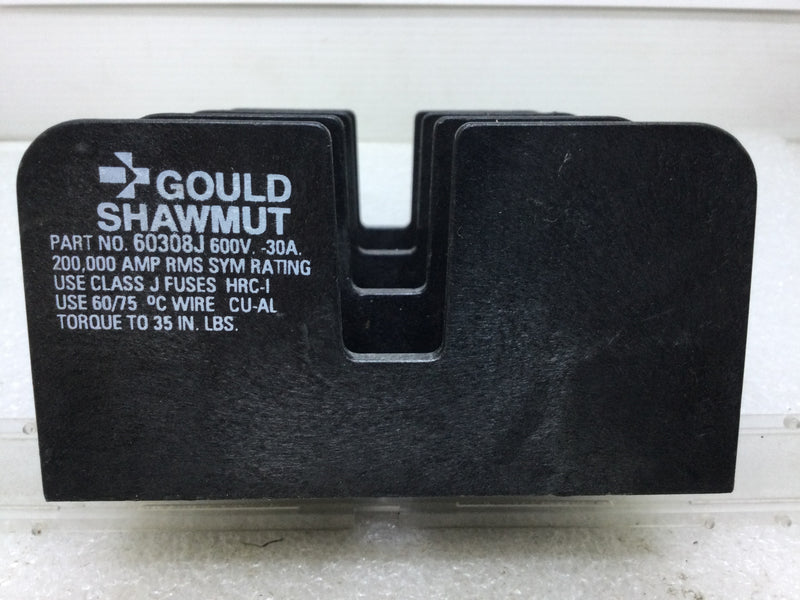 GOULD
SHAWMUT
PART NO. 60308J 600V. -30A.
200,000 AMP RMS SYM RATING
USE CLASS J FUSES HRC-I
USE 60/75 ºC WIRE CU-AL
TORQUE TO 35 IN. LBS.